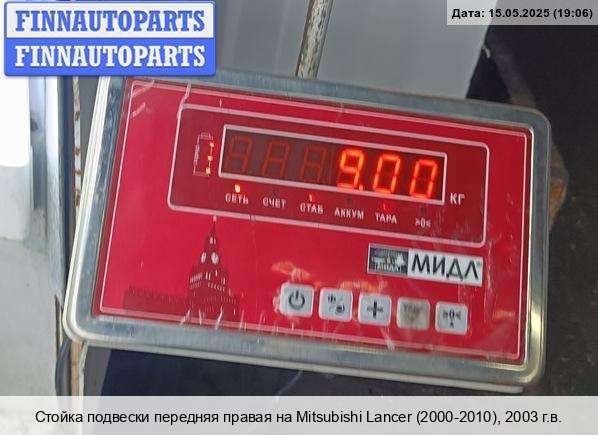 FINNAUTOPARTS
FINNAUTOPARTS
Дата: 15.05.2025 (19:06)
9.00
КГ
СЕТЬ СЧЕТ СТАБ АККУМ ТАРА >0<
МИДЛ
>0<
Стойка подвески передняя правая на Mitsubishi Lancer (2000-2010), 2003 г.в.